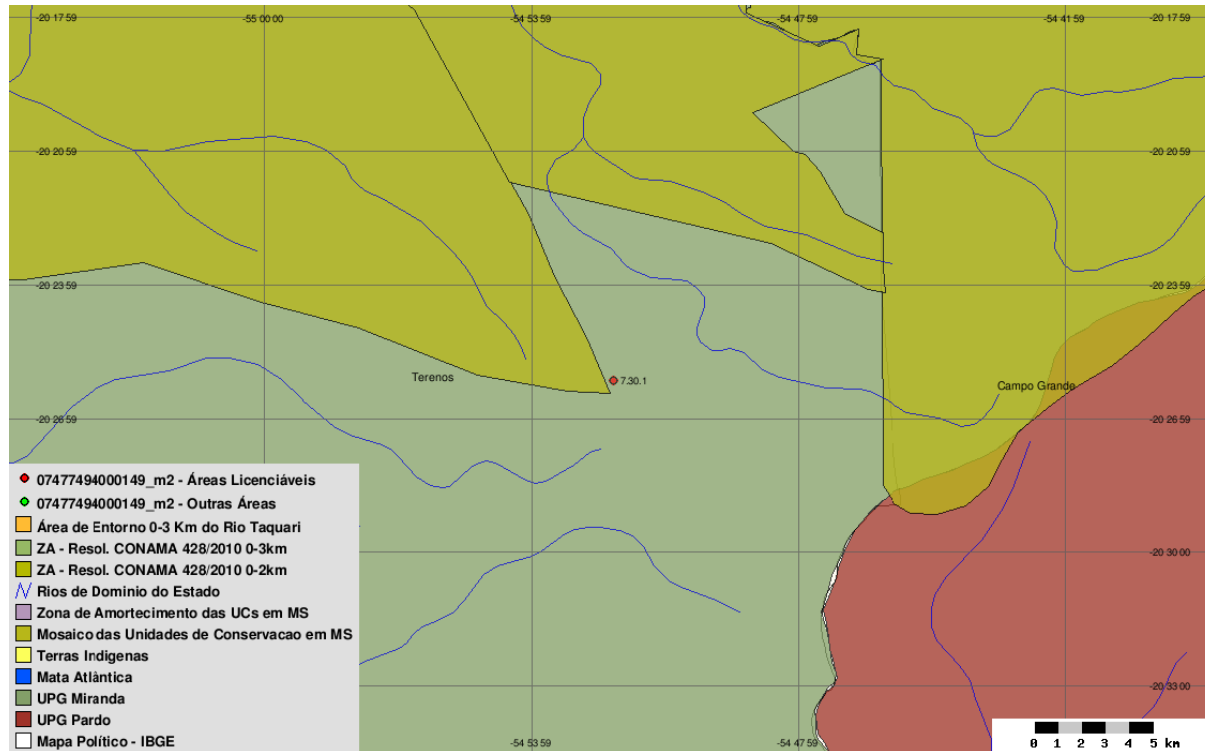 -20 17 59
-55 00 00
-54 53 59
-54 47 59
-54 41 59
-20 17 59
-20 20 59
-20 20 59
-20 23 59
-20 23 59
Terenos
7.30.1
Campo Grande
-20 26 59
-20 26 59
-20 30 00
-20 33 00
-54 53 59
-54 47 59
07477494000149_m2 - Áreas Licenciáveis
07477494000149_m2 - Outras Áreas
Área de Entorno 0-3 Km do Rio Taquari
ZA - Resol. CONAMA 428/2010 0-3km
ZA - Resol. CONAMA 428/2010 0-2km
Rios de Dominio do Estado
Zona de Amortecimento das UCs em MS
Mosaico das Unidades de Conservacao em MS
Terras Indigenas
Mata Atlântica
UPG Miranda
UPG Pardo
Mapa Político - IBGE
0 1 2 3 4 5 km